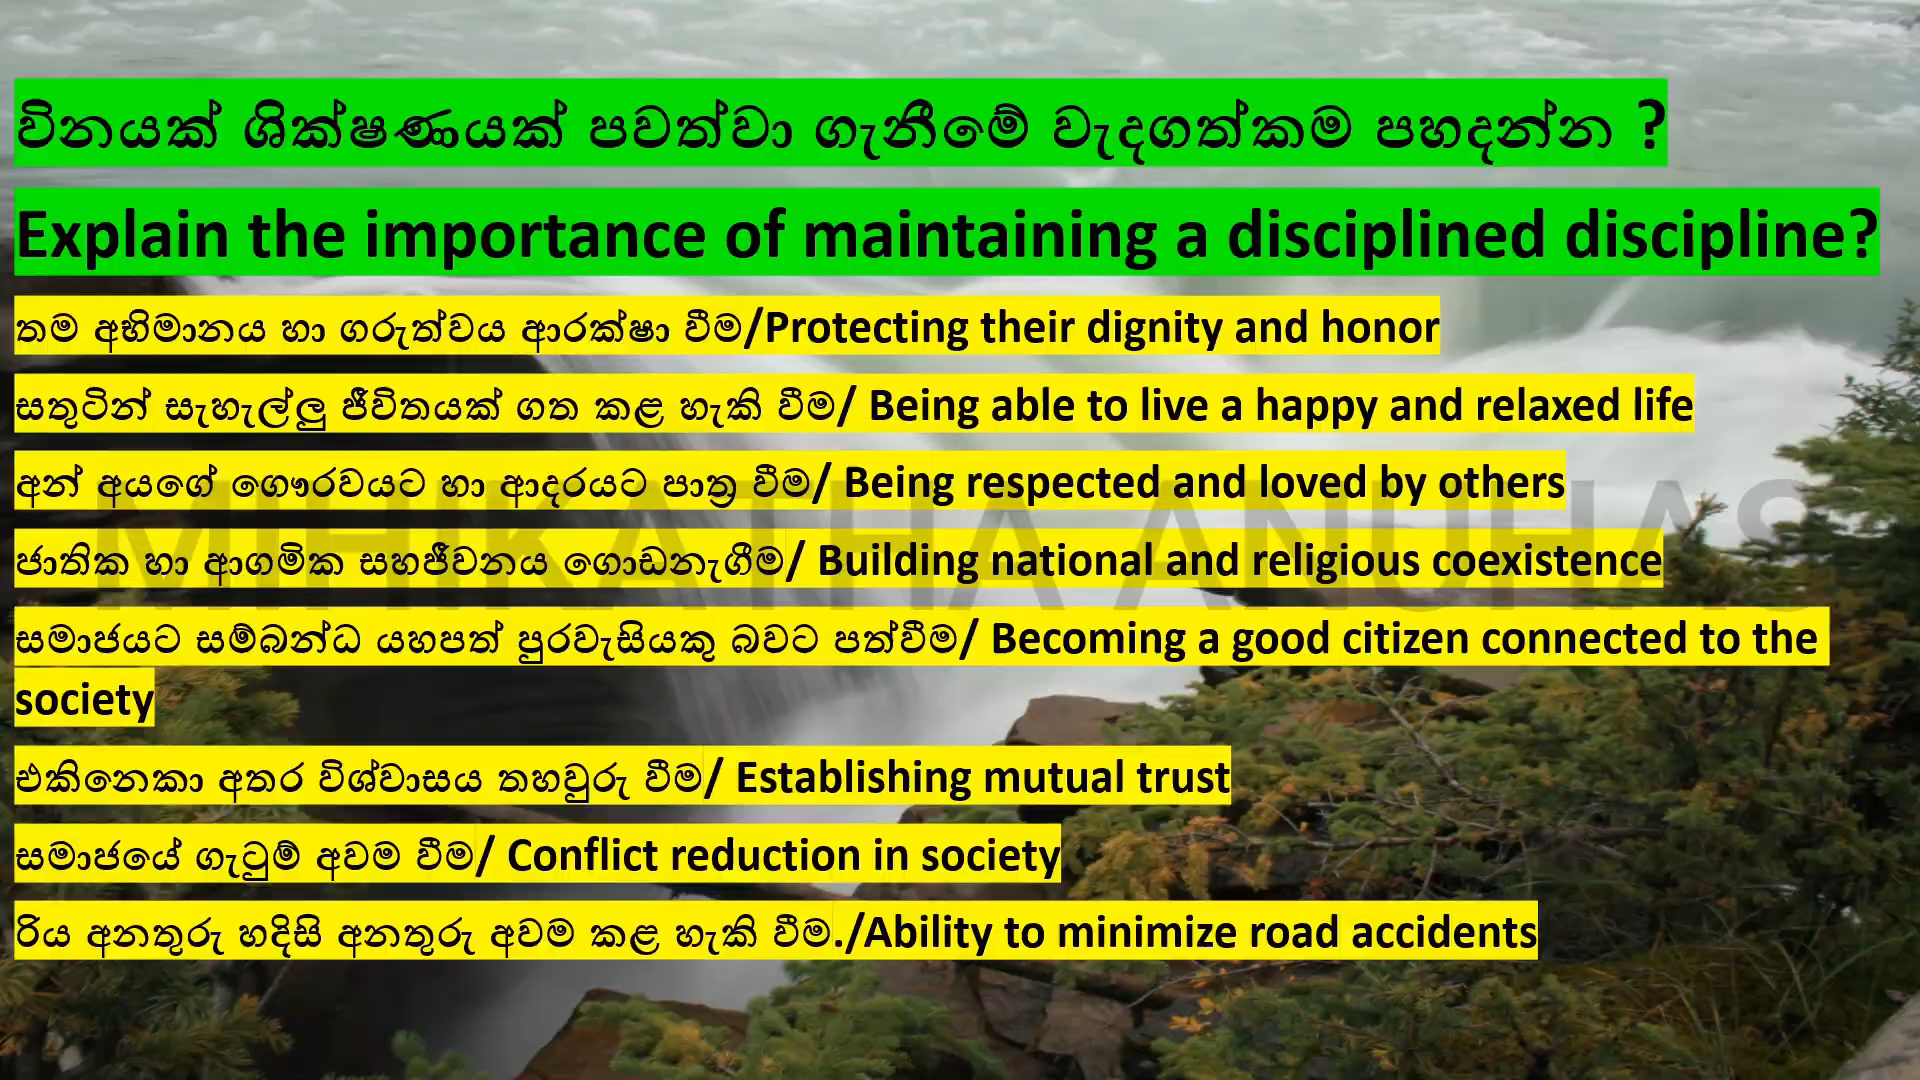 විනයක් ශික්ෂණයක් පවත්වා ගැනීමේ වැදගත්කම පහදන්න ?
Explain the importance of maintaining a disciplined discipline?
තම අභිමානය හා ගරුත්වය ආරක්ෂා වීම/Protecting their dignity and honor
සතුටින් සැහැල්ලු ජීවිතයක් ගත කළ හැකි වීම/ Being able to live a happy and relaxed life
අන් අයගේ ගෞරවයට හා ආදරයට පාත්‍ර වීම/ Being respected and loved by others
MIHIKATHA ANUHAS
ජාතික හා ආගමික සහජීවනය ගොඩනැගීම/ Building national and religious coexistence
සමාජයට සම්බන්ධ යහපත් පුරවැසියකු බවට පත්වීම/ Becoming a good citizen connected to the
society
එකිනෙකා අතර විශ්වාසය තහවුරු වීම/ Establishing mutual trust
සමාජයේ ගැටුම් අවම වීම/ Conflict reduction in society
රිය අනතුරු හදිසි අනතුරු අවම කළ හැකි වීම./Ability to minimize road accidents